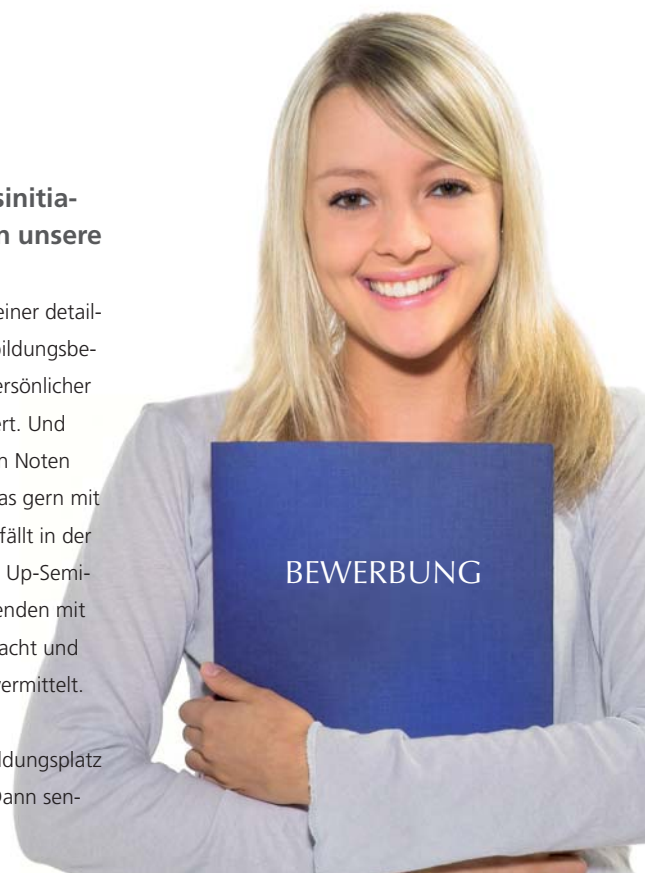 sinitia-
n unsere
einer detail-
bildungsbe-
ersönlicher
ert. Und
n Noten
as gern mit
fällt in der
Up-Semi-
enden mit
acht und
vermittelt.
ldungsplatz
Dann sen-
BEWERBUNG